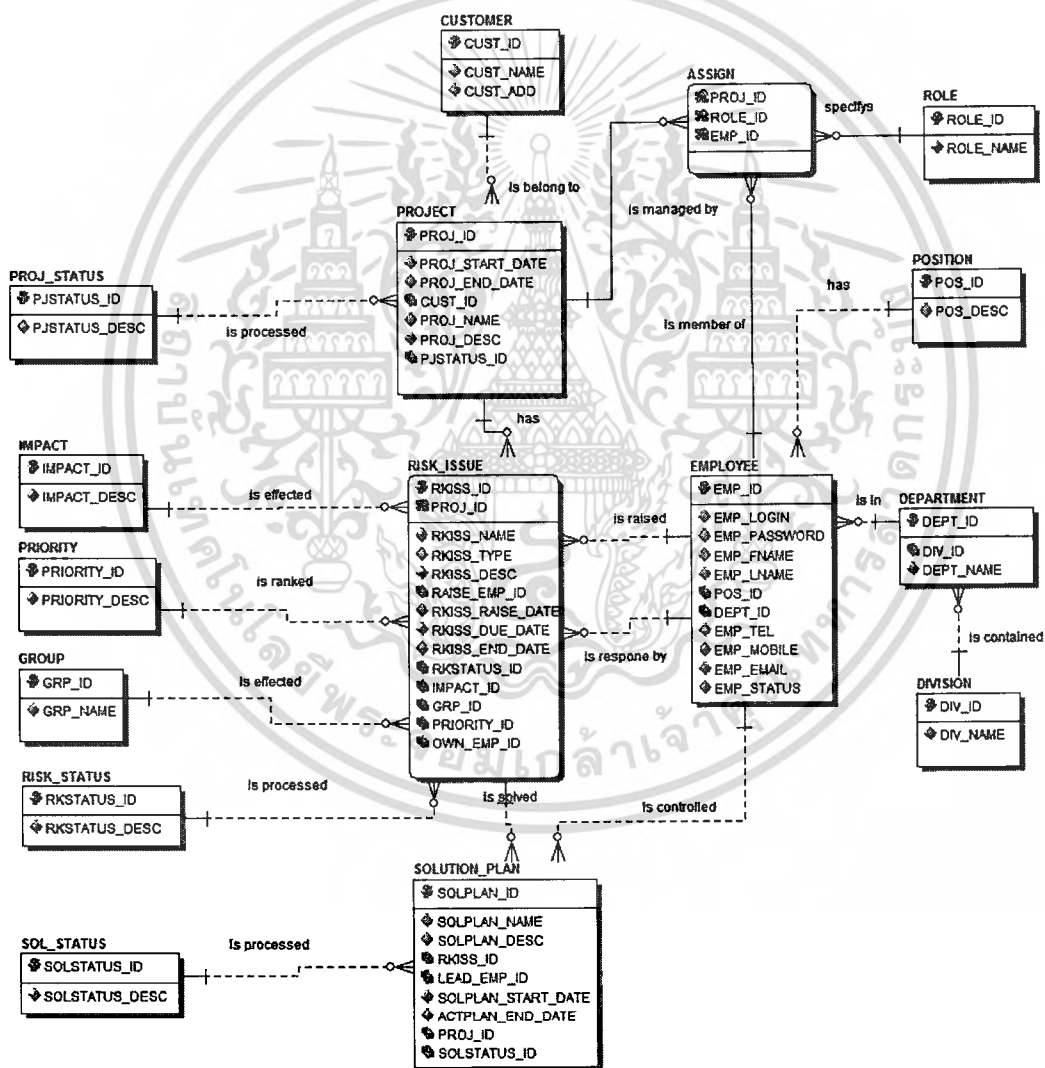 CUSTOMER
CUST_ID
CUST_NAME
CUST_ADD
is belong to
ASSIGN
PROJ_ID
ROLE_ID
EMP_ID
specifys
ROLE
ROLE_ID
ROLE_NAME
is managed by
is member of
PROJECT
PROJ_ID
PROJ_START_DATE
PROJ_END_DATE
CUST_ID
PROJ_NAME
PROJ_DESC
PJSTATUS_ID
PROJ_STATUS
PJSTATUS_ID
PJSTATUS_DESC
is processed
POSITION
POS_ID
POS_DESC
has
has
IMPACT
IMPACT_ID
IMPACT_DESC
is effected
PRIORITY
PRIORITY_ID
PRIORITY_DESC
is ranked
GROUP
GRP_ID
GRP_NAME
is effected
RISK_STATUS
RKSTATUS_ID
RKSTATUS_DESC
is processed
RISK_ISSUE
RKISS_ID
PROJ_ID
RKISS_NAME
RKISS_TYPE
RKISS_DESC
RAISE_EMP_ID
RKISS_RAISE_DATE
RKISS_DUE_DATE
RKISS_END_DATE
RKSTATUS_ID
IMPACT_ID
GRP_ID
PRIORITY_ID
OWN_EMP_ID
is raised
is respone by
EMPLOYEE
EMP_ID
EMP_LOGIN
EMP_PASSWORD
EMP_FNAME
EMP_LNAME
POS_ID
DEPT_ID
EMP_TEL
EMP_MOBILE
EMP_EMAIL
EMP_STATUS
is in
DEPARTMENT
DEPT_ID
DIV_ID
DEPT_NAME
is contained
DIVISION
DIV_ID
DIV_NAME
is solved
is controlled
SOLUTION_PLAN
SOLPLAN_ID
SOLPLAN_NAME
SOLPLAN_DESC
RKISS_ID
LEAD_EMP_ID
SOLPLAN_START_DATE
ACTPLAN_END_DATE
PROJ_ID
SOLSTATUS_ID
SOL_STATUS
SOLSTATUS_ID
SOLSTATUS_DESC
Is processed